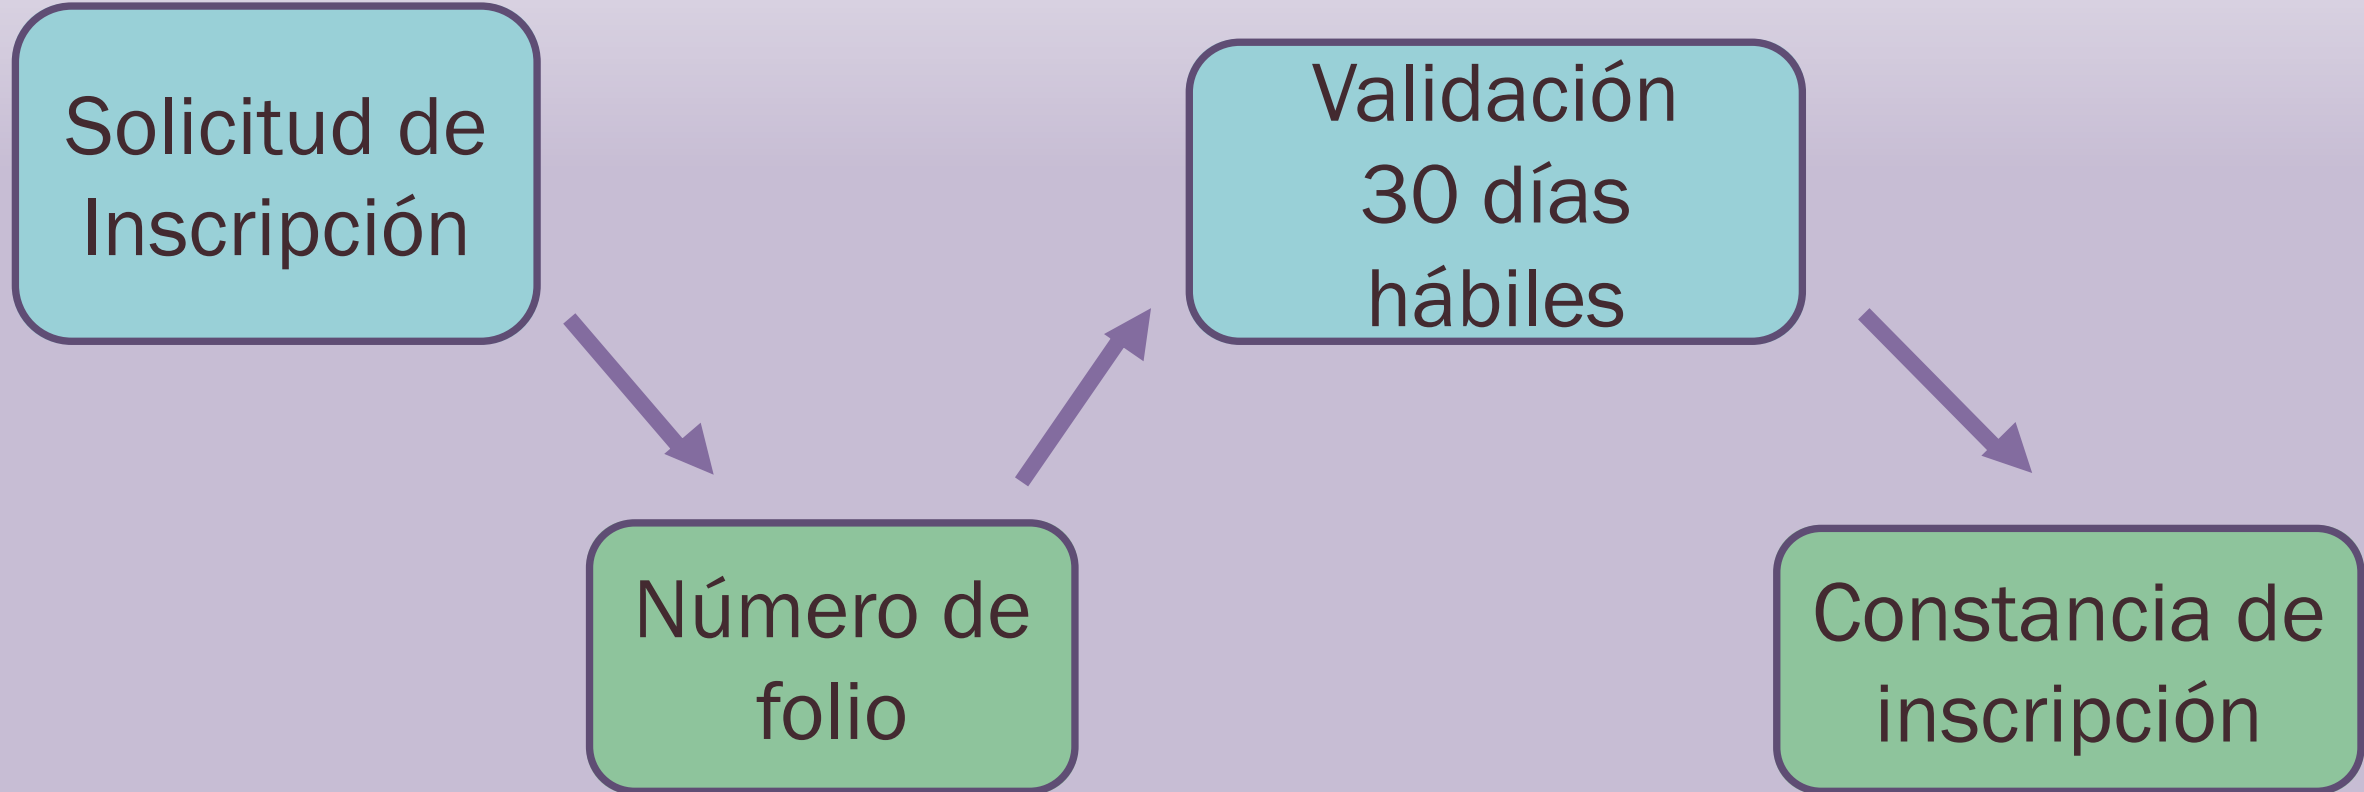 Solicitud de
Inscripción
Número de
folio
Validación
30 días
hábiles
Constancia de
inscripción